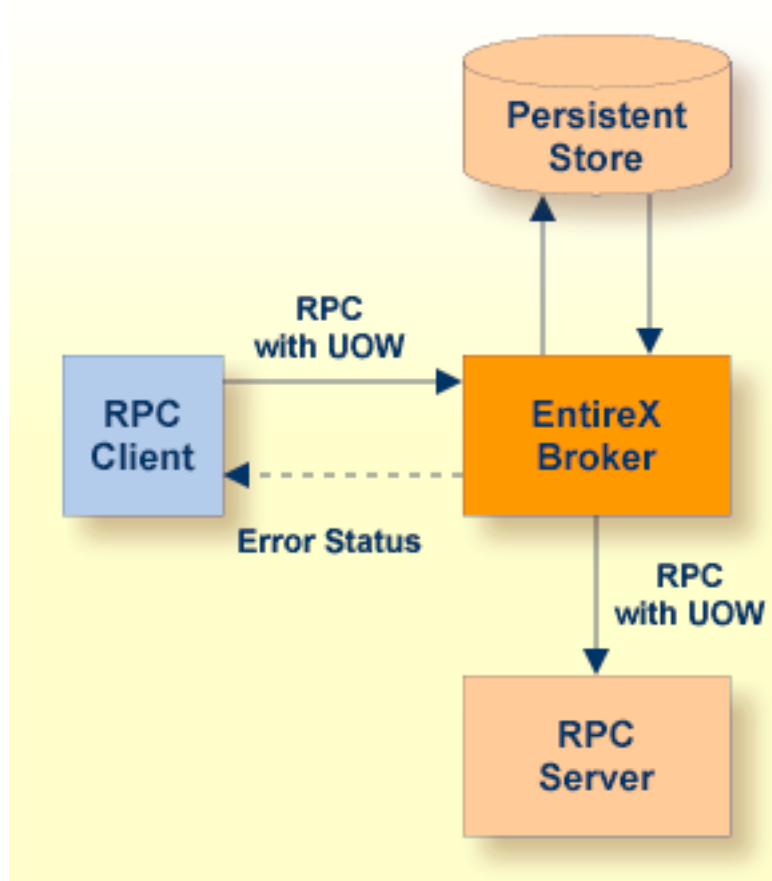 Persistent
Store
RPC
with UOW
RPC
Client
EntireX
Broker
Error Status
RPC
with UOW
RPC
Server